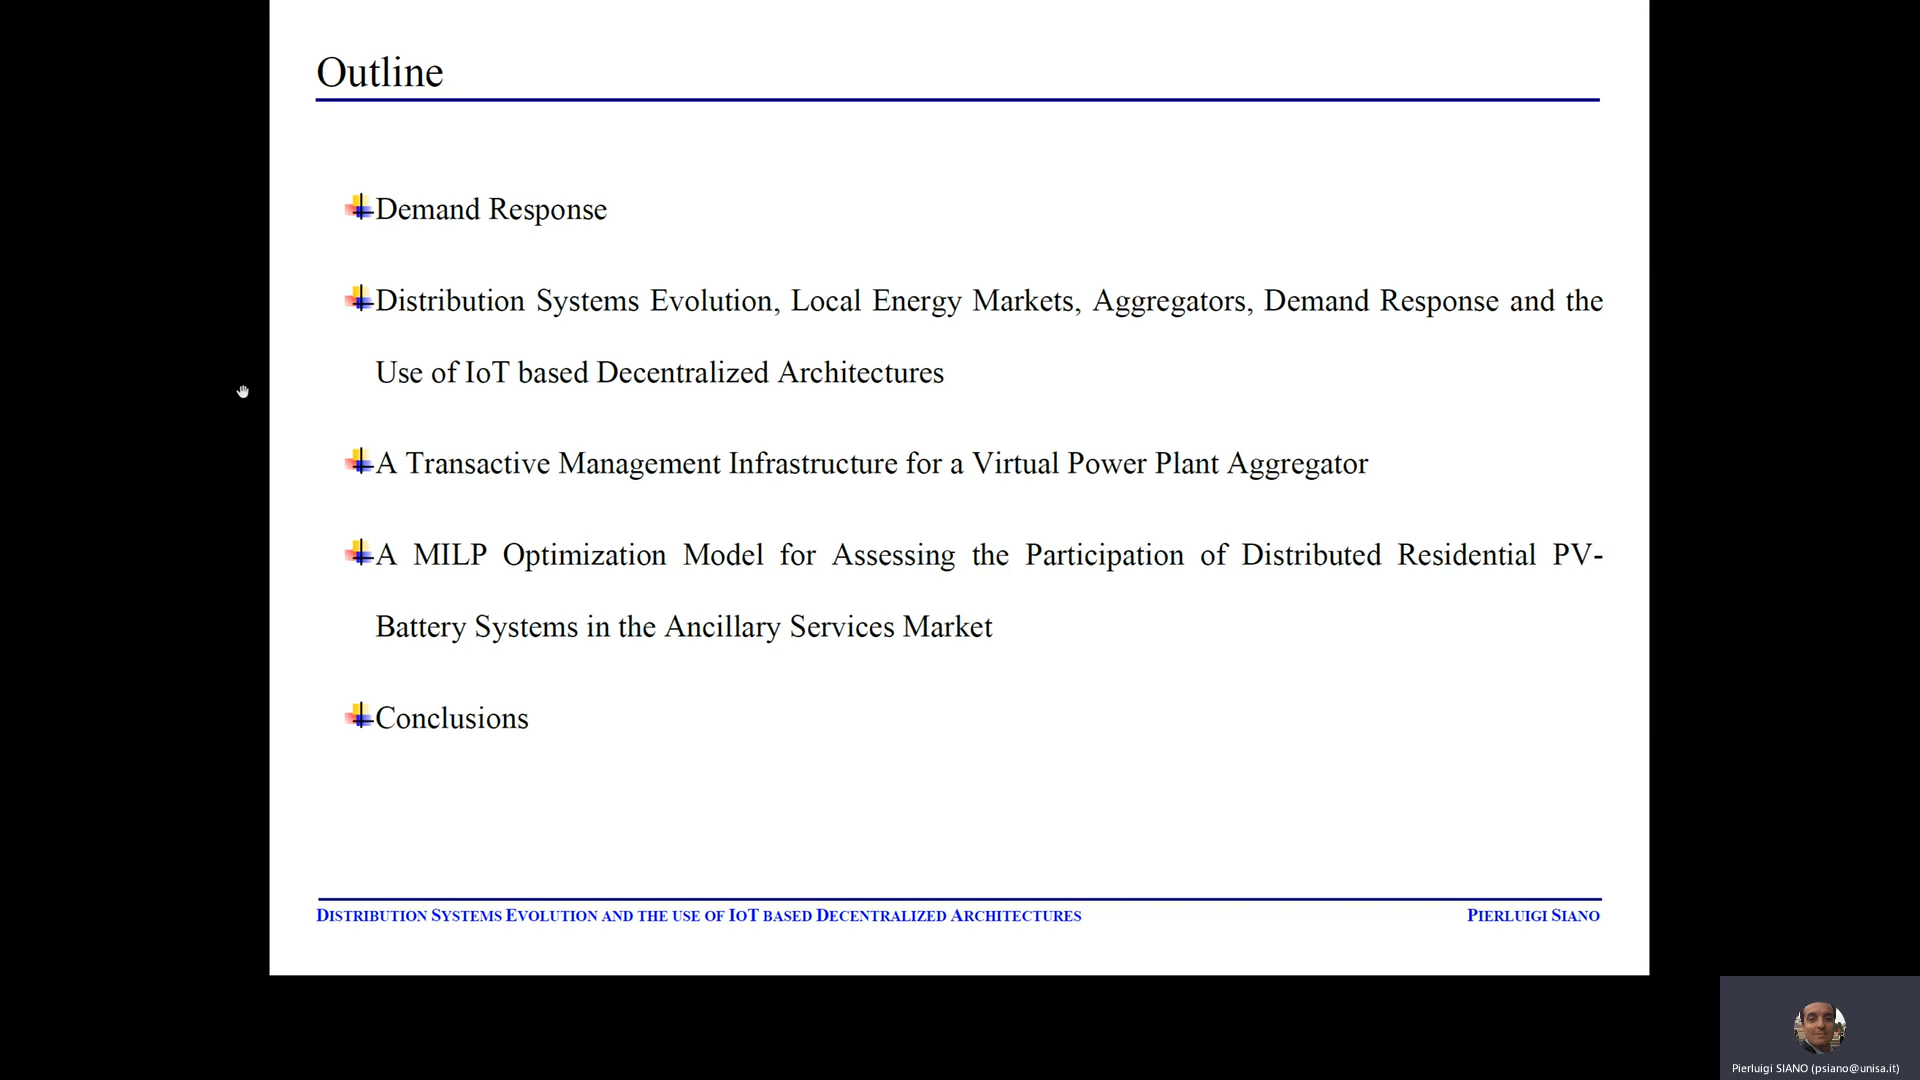 Outline
Demand Response
Distribution Systems Evolution, Local Energy Markets, Aggregators, Demand Response and the
Use of IoT based Decentralized Architectures
A Transactive Management Infrastructure for a Virtual Power Plant Aggregator
A MILP Optimization Model for Assessing the Participation of Distributed Residential PV-
Battery Systems in the Ancillary Services Market
Conclusions
DISTRIBUTION SYSTEMS EVOLUTION AND THE USE OF IOT BASED DECENTRALIZED ARCHITECTURES
PIERLUIGI SIANO
Pierluigi SIANO (psiano@unisa.it)